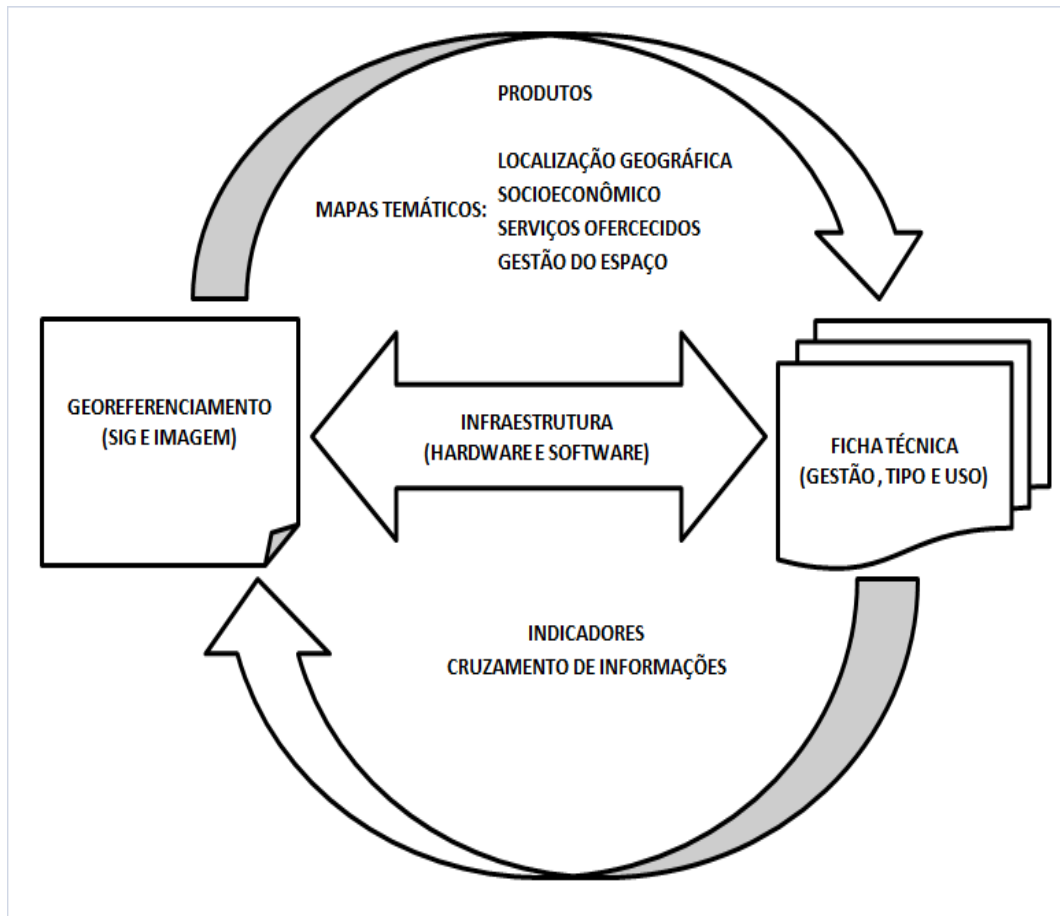 PRODUTOS
LOCALIZAÇÃO GEOGRÁFICA
SOCIOECONÔMICO
MAPAS TEMÁTICOS:
SERVIÇOS OFERCECIDOS
GESTÃO DO ESPAÇO
GEOREFERENCIAMENTO
(SIG E IMAGEM)
INFRAESTRUTURA
(HARDWARE E SOFTWARE)
FICHA TÉCNICA
(GESTÃO , TIPO E USO)
INDICADORES
CRUZAMENTO DE INFORMAÇÕES